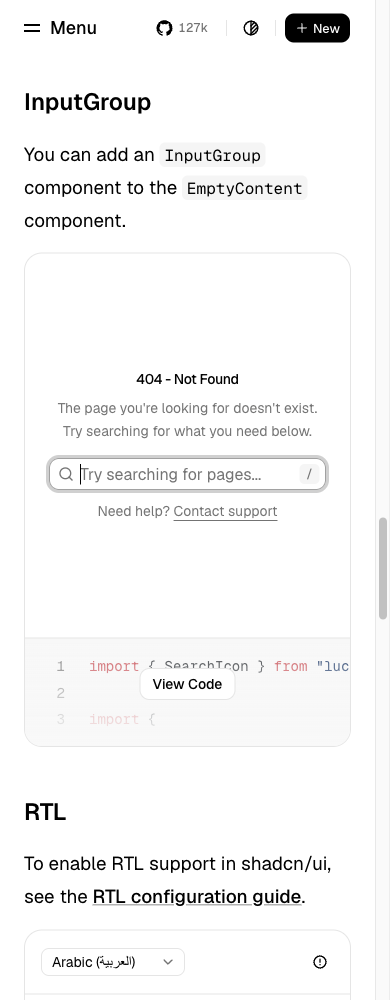 Menu
127k
New
InputGroup
You can add an InputGroup
component to the EmptyContent
component.
404 - Not Found
The page you're looking for doesn't exist.
Try searching for what you need below.
Try searching for pages...
/
Need help? Contact support
1 import { SearchIcon } from "luc
View Code
2
3 import {
RTL
To enable RTL support in shadcn/ui,
see the RTL configuration guide.
Arabic (العربية)